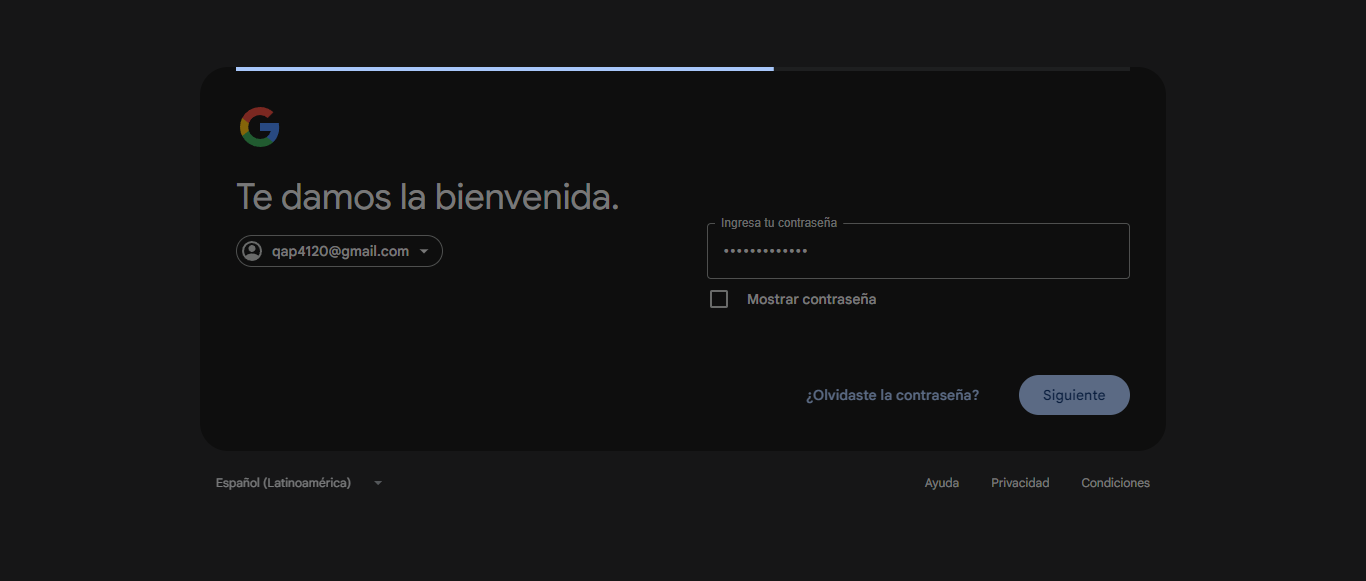 Te damos la bienvenida.
qap4120@gmail.com
Ingresa tu contraseña
•••••••••••••
Mostrar contraseña
¿Olvidaste la contraseña?
Siguiente
Español (Latinoamérica)
Ayuda
Privacidad
Condiciones